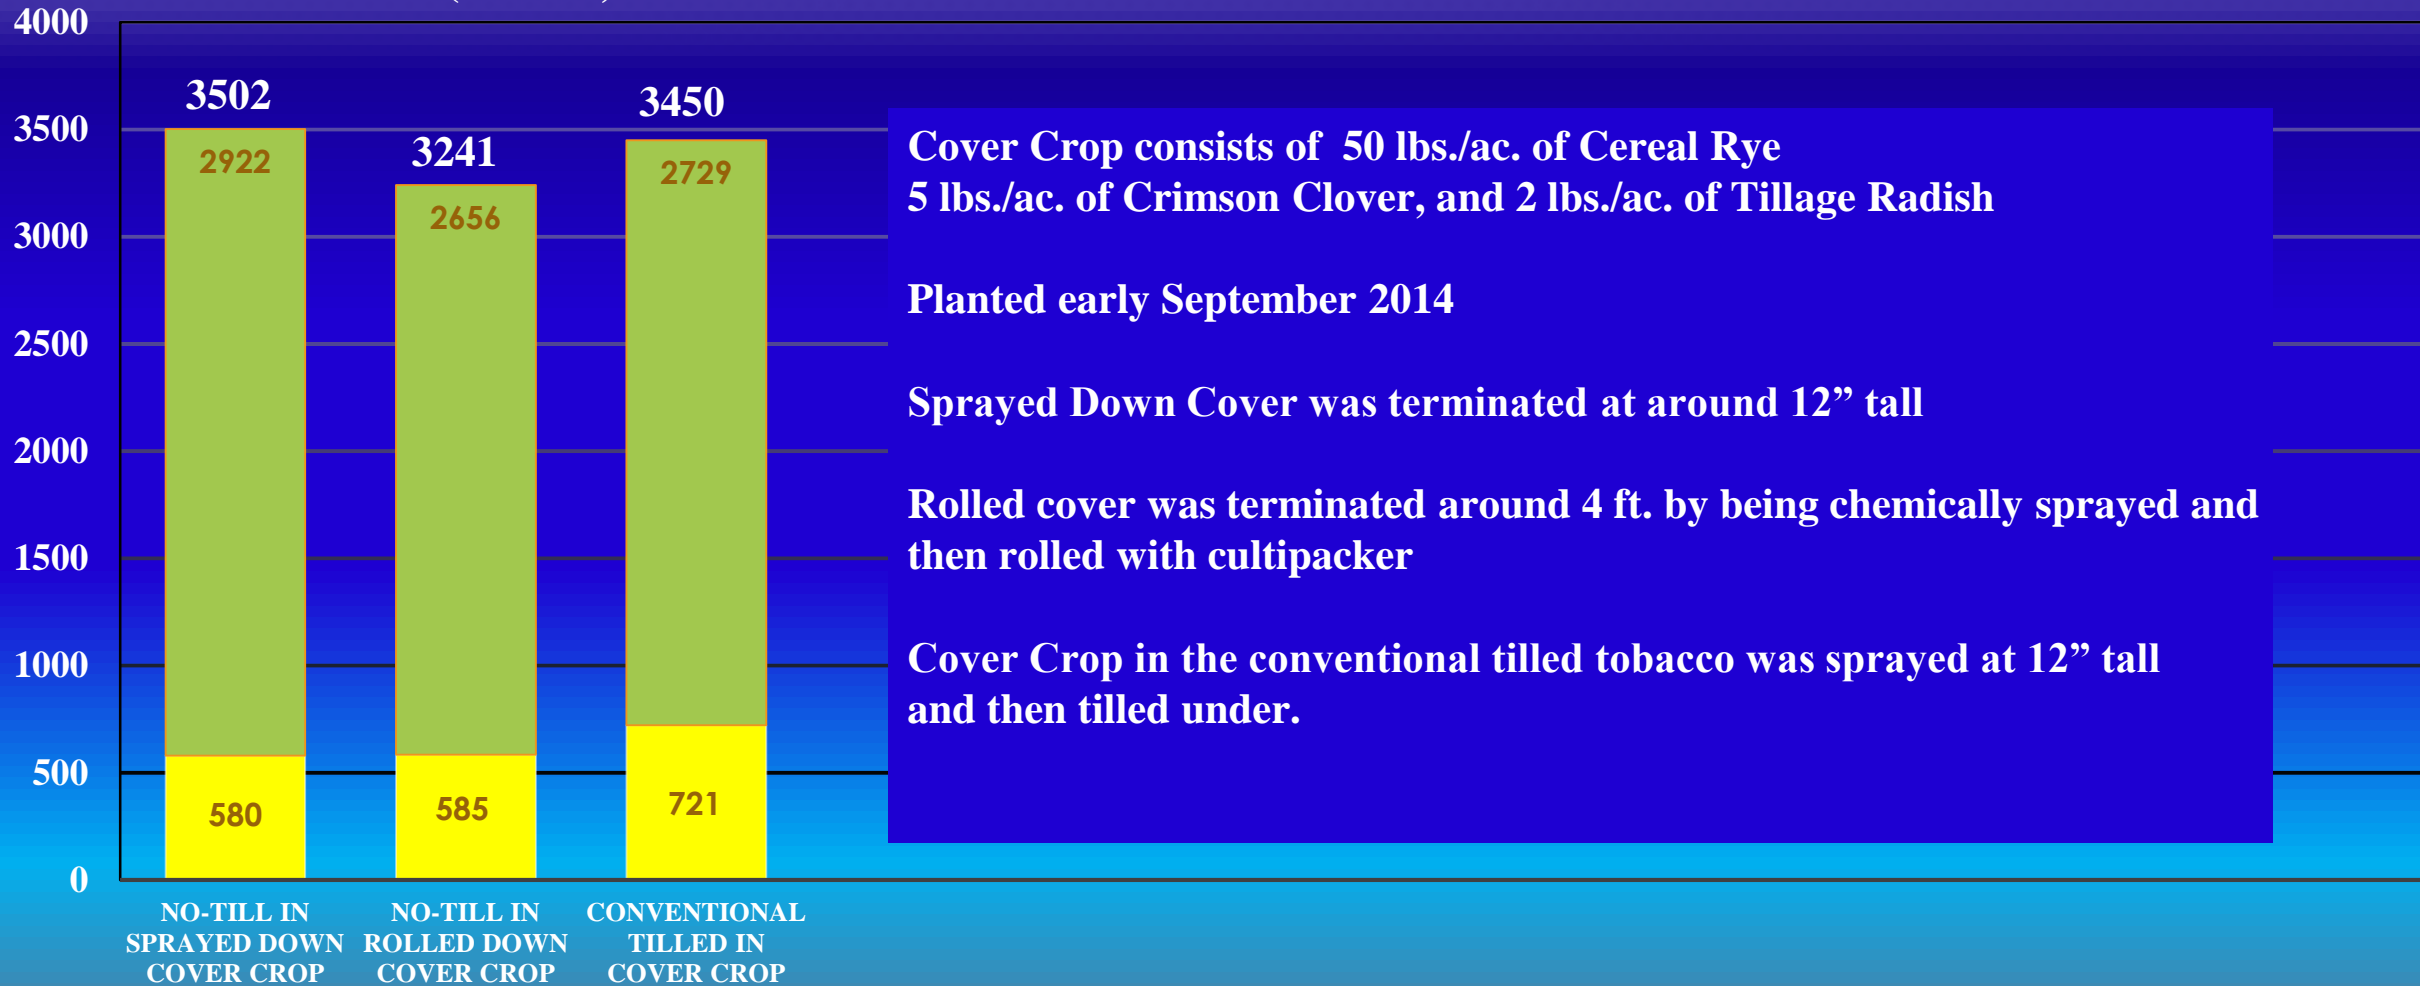 4000
3500
3000
2500
2000
1500
1000
500
0
3502
2922
580
3241
2656
585
3450
2729
721
NO-TILL IN
SPRAYED DOWN
COVER CROP
NO-TILL IN
ROLLED DOWN
COVER CROP
CONVENTIONAL
TILLED IN
COVER CROP
Cover Crop consists of 50 lbs./ac. of Cereal Rye
5 lbs./ac. of Crimson Clover, and 2 lbs./ac. of Tillage Radish
Planted early September 2014
Sprayed Down Cover was terminated at around 12” tall
Rolled cover was terminated around 4 ft. by being chemically sprayed and
then rolled with cultipacker
Cover Crop in the conventional tilled tobacco was sprayed at 12” tall
and then tilled under.